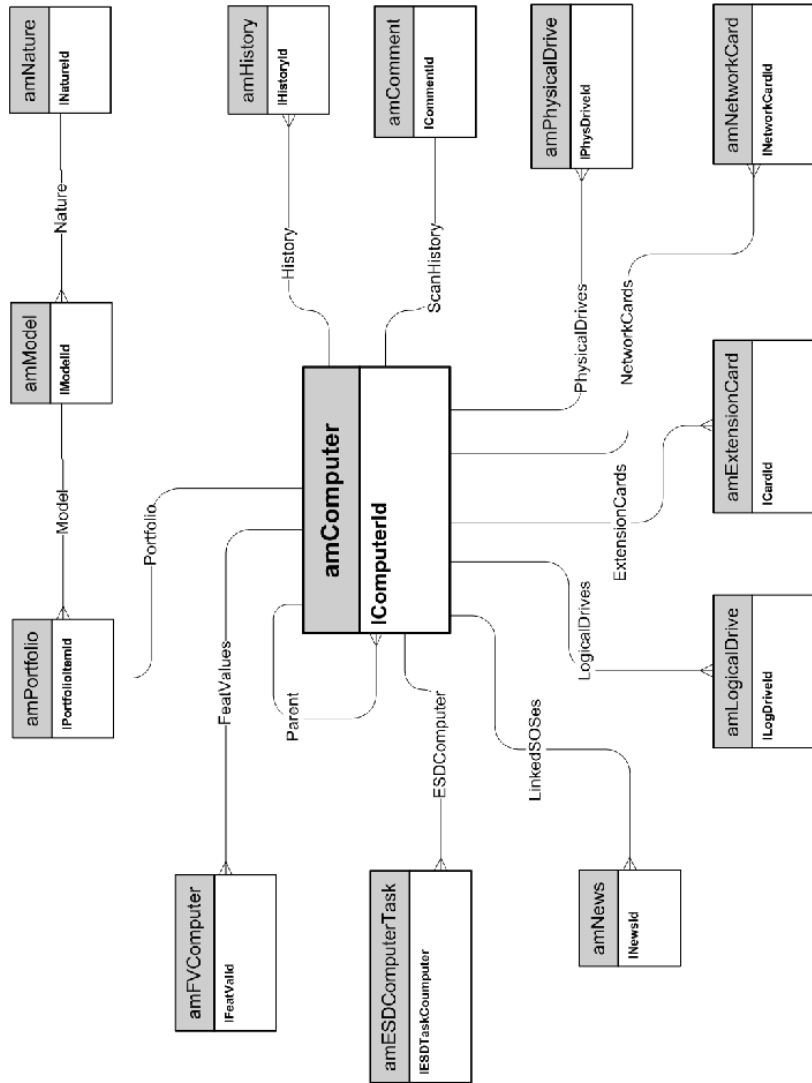 amPortfolio
lPortfolioItemId
Model
amModel
lModelId
Nature
amNature
lNatureId
Portfolio
amFVComputer
lFeatValId
FeatValues
amHistory
lHistoryId
History
Parent
amComputer
lComputerId
amESDComputerTask
lESDTaskCoumputer
ESDComputer
ScanHistory
amComment
lCommentId
amNews
lNewsId
LinkedSOSes
LogicalDrives
ExtensionCards
PhysicalDrives
NetworkCards
amPhysicalDrive
lPhysDriveId
amLogicalDrive
lLogDriveId
amExtensionCard
lCardId
amNetworkCard
lNetworkCardId